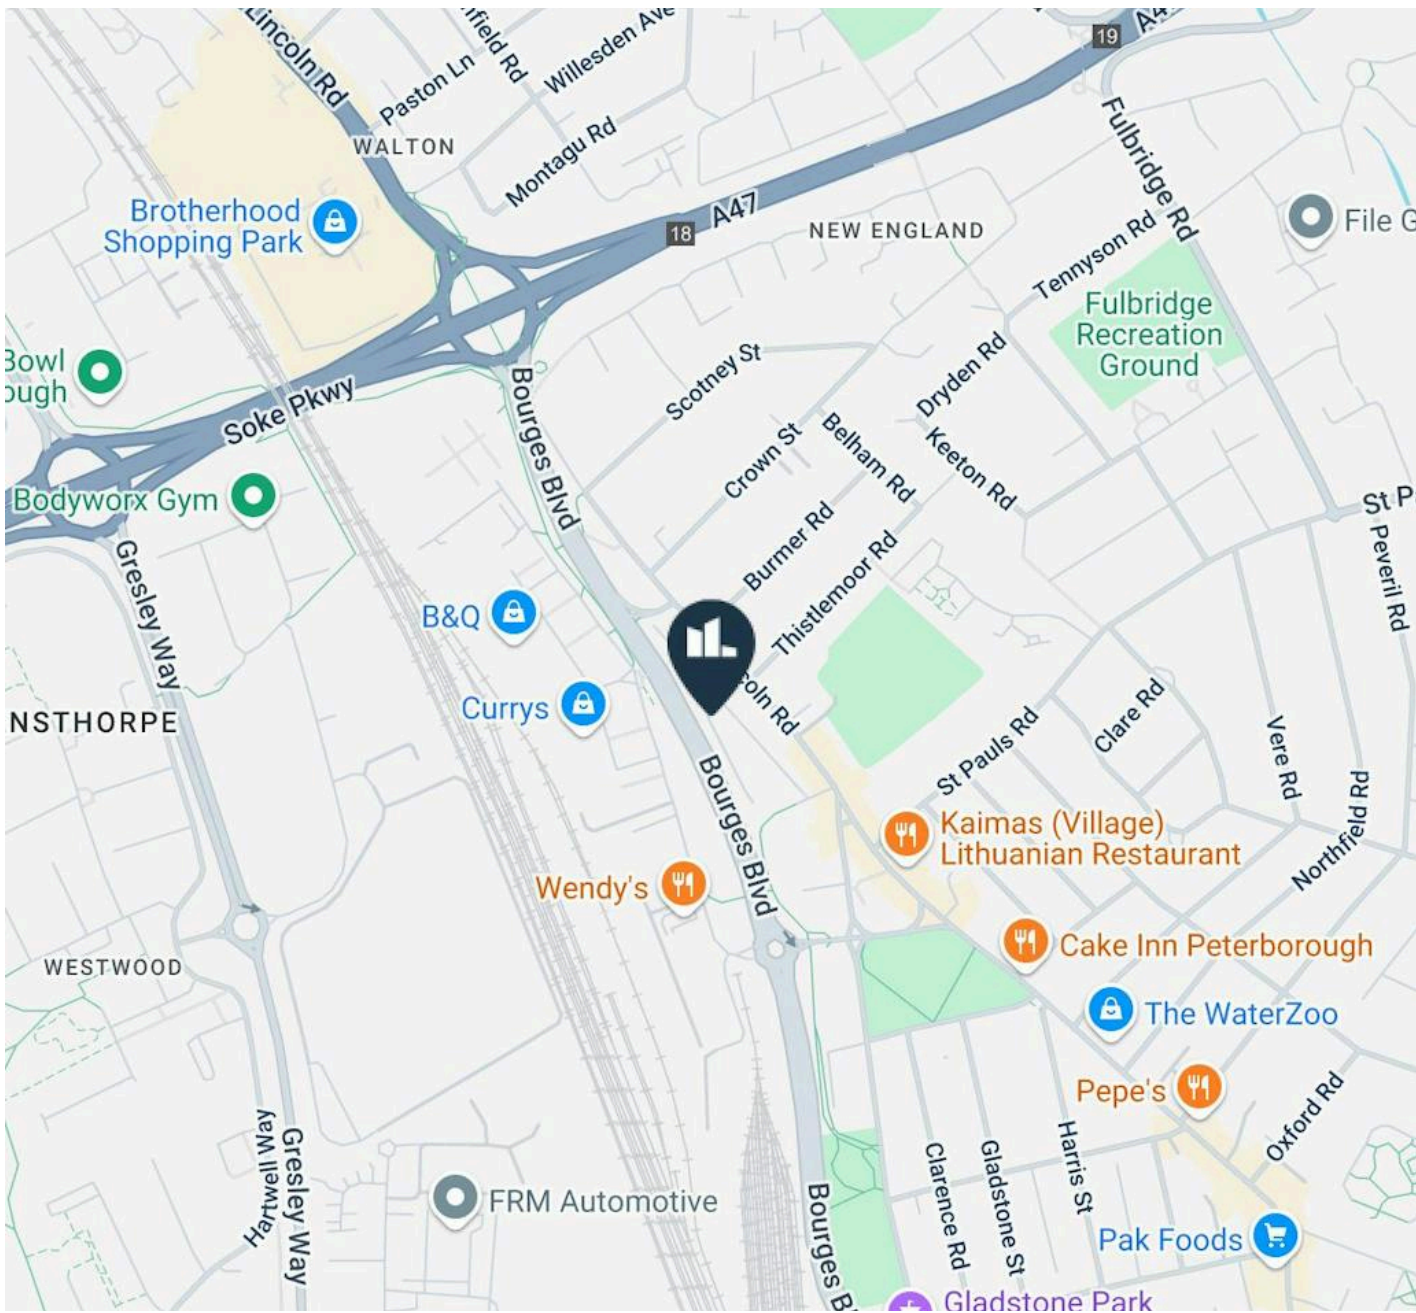 Lincoln Rd
nfield Rd
Willesden Ave
Paston Ln
WALTON
Montagu Rd
19
Fulbridge Rd
Brotherhood
Shopping Park
18
A47
NEW ENGLAND
Tennyson Rd
File G
Fulbridge
Recreation
Ground
Bowl
ough
Soke Pkwy
Bourges Blvd
Scotney St
Dryden Rd
Crown St
Belham Rd
Keeton Rd
Bodyworx Gym
St P
Peveril Rd
Gresley Way
Burmer Rd
Thistlemoor Rd
B&Q
Currys
coln Rd
NSTHORPE
St Pauls Rd
Clare Rd
Vere Rd
Northfield Rd
Bourges Blvd
Kaimas (Village)
Lithuanian Restaurant
Wendy's
Cake Inn Peterborough
WESTWOOD
The WaterZoo
Pepe's
Oxford Rd
Hartwell Way
Gresley Way
FRM Automotive
Bourges Bl
Clarence Rd
Gladstone St
Harris St
Pak Foods
Gladstone Park